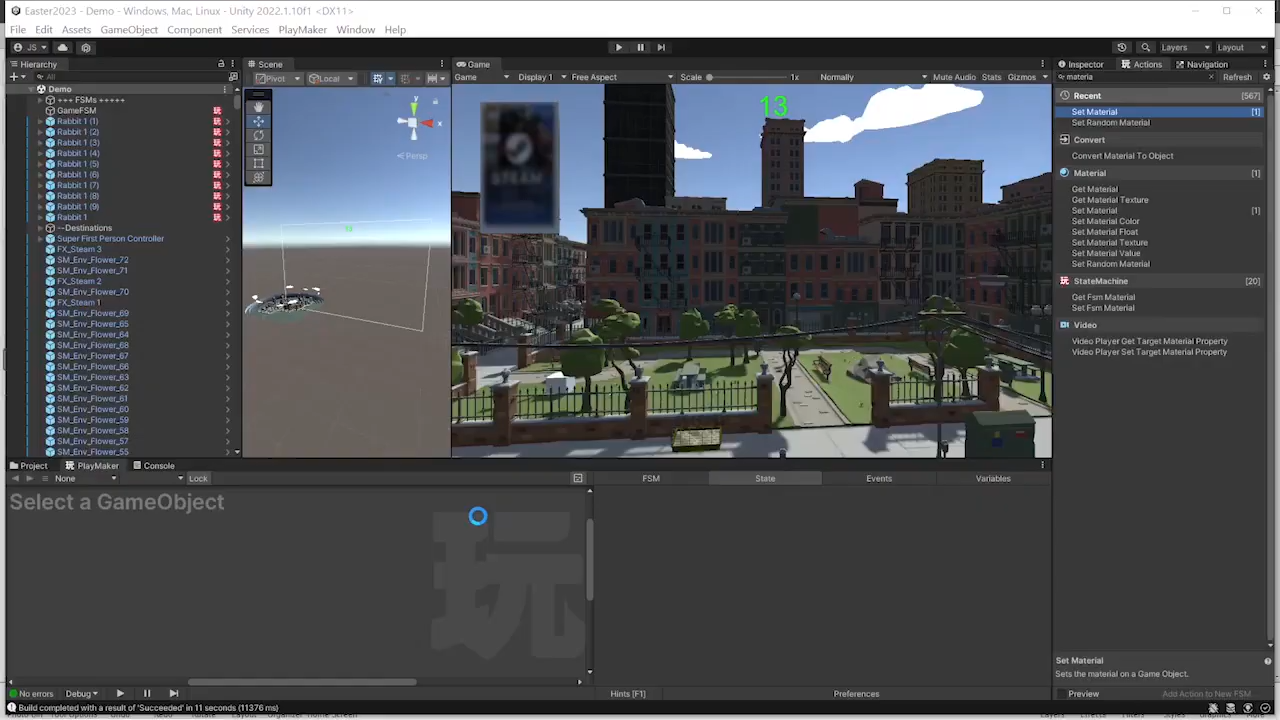 Easter2023 - Demo - Windows, Mac, Linux - Unity 2022.1.10f1 <DX11>
File Edit Assets GameObject Component Services PlayMaker Window Help
JS Layers Layout
Hierarchy
All
Demo
+++ FSMs +++++
GameFSM
Rabbit 1 (1)
Rabbit 1 (2)
Rabbit 1 (3)
Rabbit 1 (4)
Rabbit 1 (5)
Rabbit 1 (6)
Rabbit 1 (7)
Rabbit 1 (8)
Rabbit 1 (9)
Rabbit 1
--Destinations
Super First Person Controller
FX_Steam 3
SM_Env_Flower_72
SM_Env_Flower_71
FX_Steam 2
SM_Env_Flower_70
FX_Steam 1
SM_Env_Flower_69
SM_Env_Flower_65
SM_Env_Flower_64
SM_Env_Flower_68
SM_Env_Flower_67
SM_Env_Flower_66
SM_Env_Flower_63
SM_Env_Flower_62
SM_Env_Flower_61
SM_Env_Flower_60
SM_Env_Flower_59
SM_Env_Flower_58
SM_Env_Flower_57
SM_Env_Flower_55
Scene
Pivot Local
y
x
Persp
Game
Game Display 1 Free Aspect Scale 1x Normally Mute Audio Stats Gizmos
13
STEAM
Inspector Actions Navigation
materia Refresh
Recent [567]
Set Material [1]
Set Random Material
Convert
Convert Material To Object
Material [1]
Get Material
Get Material Texture
Set Material [1]
Set Material Color
Set Material Float
Set Material Texture
Set Material Value
Set Random Material
StateMachine [20]
Get Fsm Material
Set Fsm Material
Video
Video Player Get Target Material Property
Video Player Set Target Material Property
Set Material
Sets the material on a Game Object.
Preview Add Action to New FSM
Project PlayMaker Console
None Lock
FSM State Events Variables
Select a GameObject
玩
No errors Debug Hints [F1] Preferences
Build completed with a result of 'Succeeded' in 11 seconds (11376 ms)